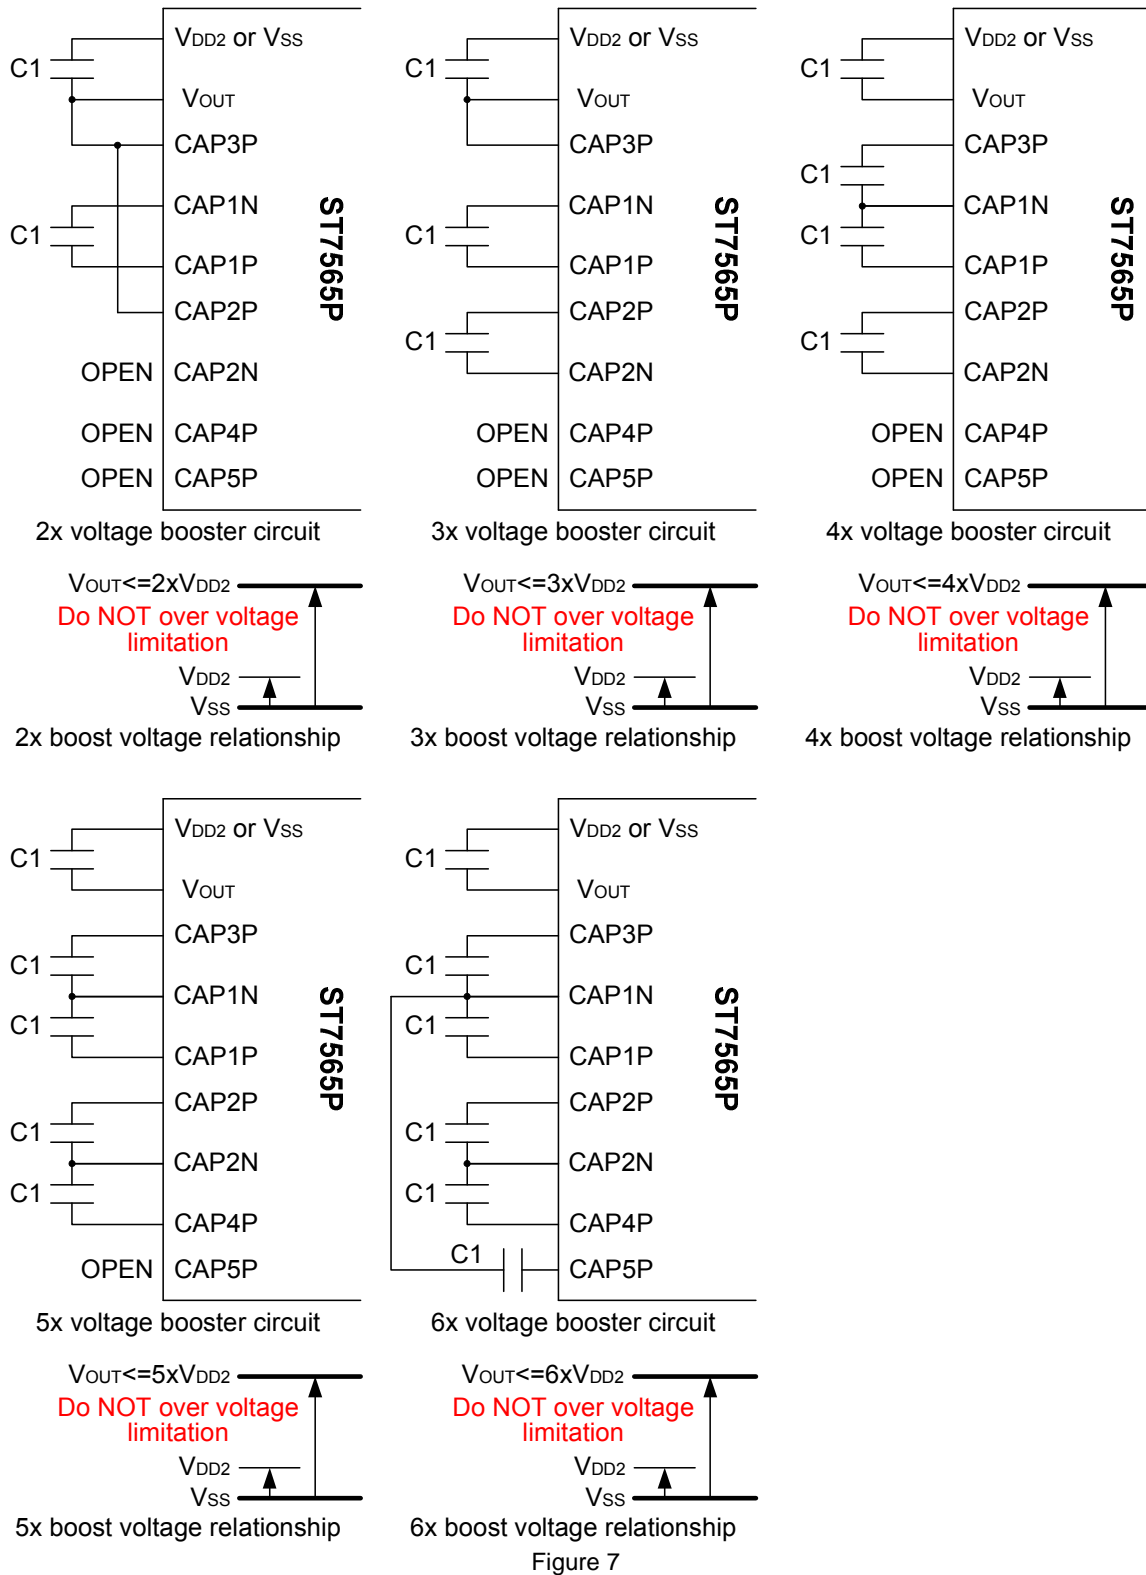 VDD2 or VSS
C1
VOUT
CAP3P
CAP1N
C1
CAP1P
CAP2P
OPEN CAP2N
OPEN CAP4P
OPEN CAP5P
ST7565P
2x voltage booster circuit
VDD2 or VSS
C1
VOUT
CAP3P
CAP1N
C1
CAP1P
CAP2P
C1
CAP2N
OPEN CAP4P
OPEN CAP5P
ST7565P
3x voltage booster circuit
VDD2 or VSS
C1
VOUT
CAP3P
C1
CAP1N
C1
CAP1P
CAP2P
C1
CAP2N
OPEN CAP4P
OPEN CAP5P
ST7565P
4x voltage booster circuit
VOUT<=2xVDD2
Do NOT over voltage
limitation
VDD2
VSS
2x boost voltage relationship
VOUT<=3xVDD2
Do NOT over voltage
limitation
VDD2
VSS
3x boost voltage relationship
VOUT<=4xVDD2
Do NOT over voltage
limitation
VDD2
VSS
4x boost voltage relationship
VDD2 or VSS
C1
VOUT
CAP3P
C1
CAP1N
C1
CAP1P
CAP2P
C1
CAP2N
C1
CAP4P
OPEN CAP5P
ST7565P
5x voltage booster circuit
VDD2 or VSS
C1
VOUT
CAP3P
C1
CAP1N
C1
CAP1P
CAP2P
C1
CAP2N
C1
CAP4P
C1
CAP5P
ST7565P
6x voltage booster circuit
VOUT<=5xVDD2
Do NOT over voltage
limitation
VDD2
VSS
5x boost voltage relationship
VOUT<=6xVDD2
Do NOT over voltage
limitation
VDD2
VSS
6x boost voltage relationship
Figure 7